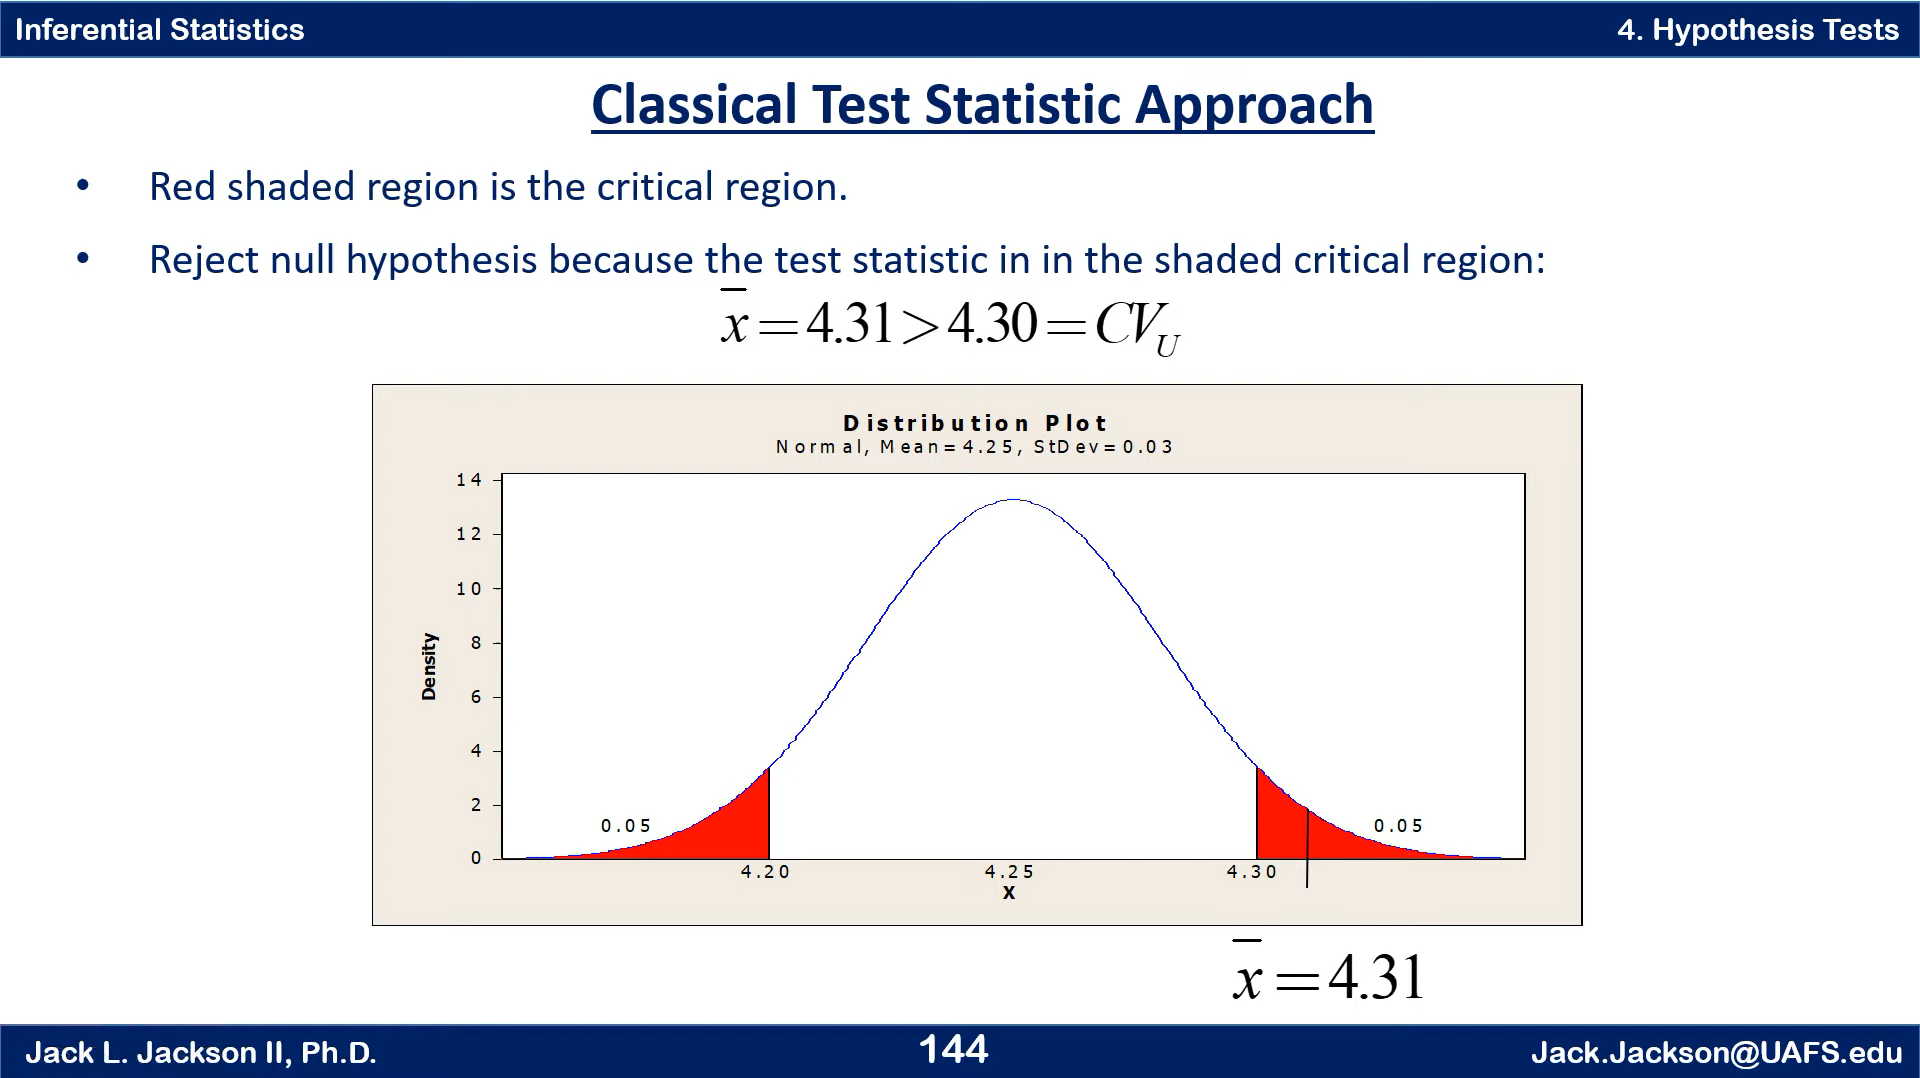 Inferential Statistics
4. Hypothesis Tests
Classical Test Statistic Approach
• Red shaded region is the critical region.
• Reject null hypothesis because the test statistic in in the shaded critical region:
x̅ = 4.31 > 4.30 = CV_U
Distribution Plot
Normal, Mean=4.25, StDev=0.03
14
12
10
8
6
4
2
0
Density
0.05
0.05
4.20 4.25 4.30
X
x̅ = 4.31
Jack L. Jackson II, Ph.D.
144
Jack.Jackson@UAFS.edu